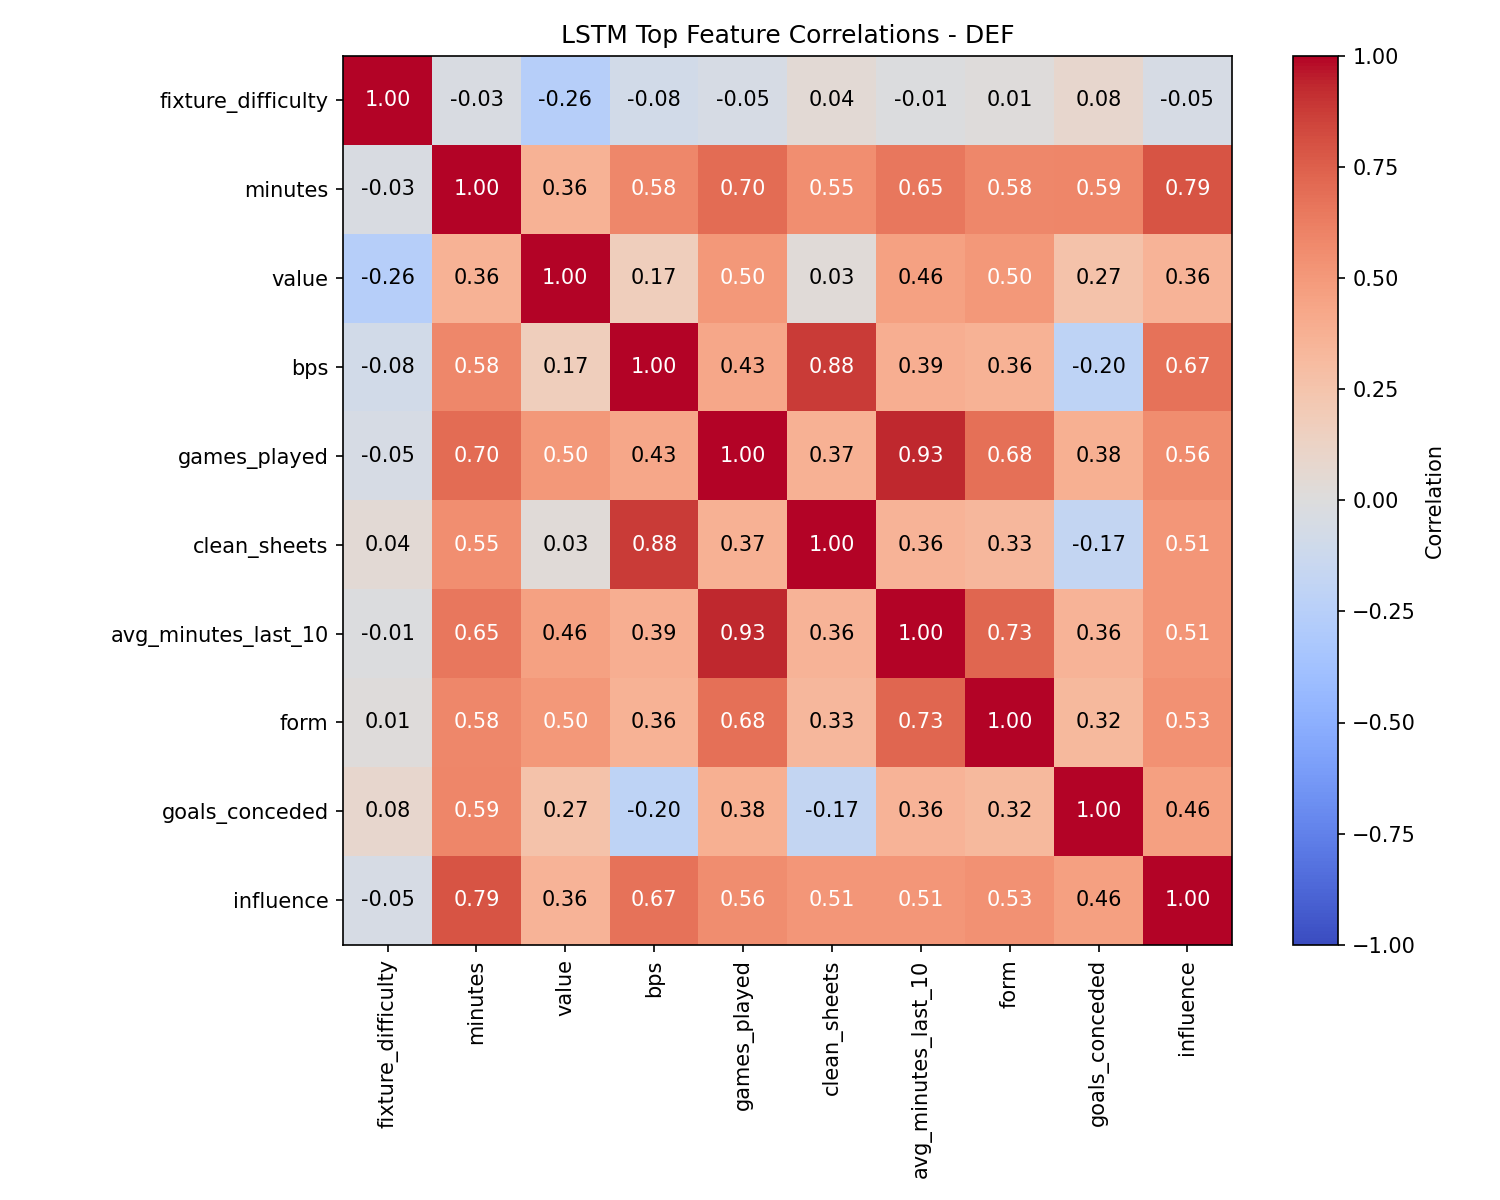 LSTM Top Feature Correlations - DEF
fixture_difficulty 1.00 -0.03 -0.26 -0.08 -0.05 0.04 -0.01 0.01 0.08 -0.05
minutes -0.03 1.00 0.36 0.58 0.70 0.55 0.65 0.58 0.59 0.79
value -0.26 0.36 1.00 0.17 0.50 0.03 0.46 0.50 0.27 0.36
bps -0.08 0.58 0.17 1.00 0.43 0.88 0.39 0.36 -0.20 0.67
games_played -0.05 0.70 0.50 0.43 1.00 0.37 0.93 0.68 0.38 0.56
clean_sheets 0.04 0.55 0.03 0.88 0.37 1.00 0.36 0.33 -0.17 0.51
avg_minutes_last_10 -0.01 0.65 0.46 0.39 0.93 0.36 1.00 0.73 0.36 0.51
form 0.01 0.58 0.50 0.36 0.68 0.33 0.73 1.00 0.32 0.53
goals_conceded 0.08 0.59 0.27 -0.20 0.38 -0.17 0.36 0.32 1.00 0.46
influence -0.05 0.79 0.36 0.67 0.56 0.51 0.51 0.53 0.46 1.00
fixture_difficulty
minutes
value
bps
games_played
clean_sheets
avg_minutes_last_10
form
goals_conceded
influence
1.00
0.75
0.50
0.25
0.00
−0.25
−0.50
−0.75
−1.00
Correlation